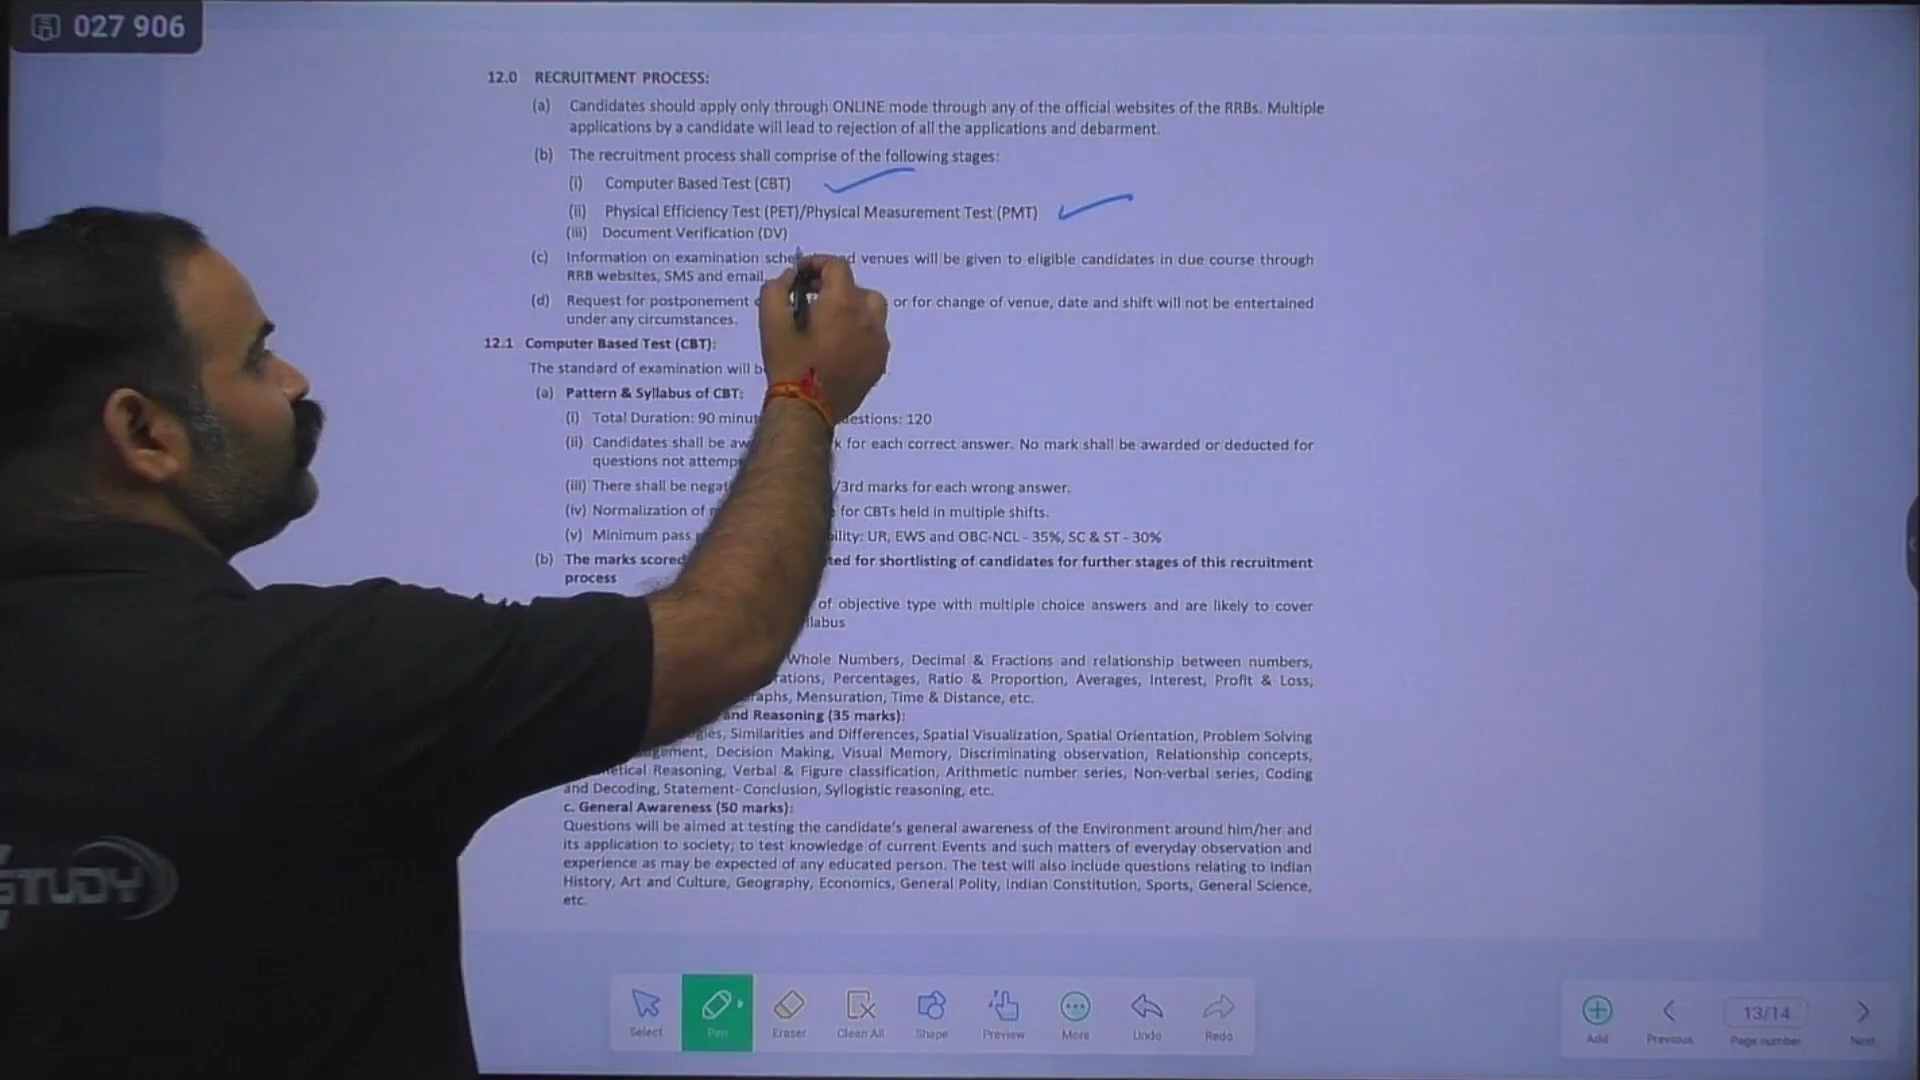 027 906
12.0 RECRUITMENT PROCESS:
(a) Candidates should apply only through ONLINE mode through any of the official websites of the RRBs. Multiple
applications by a candidate will lead to rejection of all the applications and debarment.
(b) The recruitment process shall comprise of the following stages:
(i) Computer Based Test (CBT)
(ii) Physical Efficiency Test (PET)/Physical Measurement Test (PMT)
(iii) Document Verification (DV)
(c) Information on examination venues will be given to eligible candidates in due course through
RRB websites, SMS and email
(d) Request for postponement or for change of venue, date and shift will not be entertained
under any circumstances.
12.1 Computer Based Test (CBT):
The standard of examination will
(a) Pattern & Syllabus of CBT:
(i) Total Duration: 90 : 120
(ii) Candidates shall be for each correct answer. No mark shall be awarded or deducted for
questions not
(iii) There shall be /3rd marks for each wrong answer.
(iv) Normalization of for CBTs held in multiple shifts.
(v) Minimum pass : UR, EWS and OBC-NCL - 35%, SC & ST - 30%
(b) The marks scored for shortlisting of candidates for further stages of this recruitment
process
of objective type with multiple choice answers and are likely to cover
Whole Numbers, Decimal & Fractions and relationship between numbers,
Percentages, Ratio & Proportion, Averages, Interest, Profit & Loss,
Mensuration, Time & Distance, etc.
and Reasoning (35 marks):
Similarities and Differences, Spatial Visualization, Spatial Orientation, Problem Solving
Decision Making, Visual Memory, Discriminating observation, Relationship concepts,
Reasoning, Verbal & Figure classification, Arithmetic number series, Non-verbal series, Coding
and Decoding, Statement- Conclusion, Syllogistic reasoning, etc.
c. General Awareness (50 marks):
Questions will be aimed at testing the candidate's general awareness of the Environment around him/her and
its application to society; to test knowledge of current Events and such matters of everyday observation and
experience as may be expected of any educated person. The test will also include questions relating to Indian
History, Art and Culture, Geography, Economics, General Polity, Indian Constitution, Sports, General Science,
etc.
STUDY
Select Pen Eraser Clean All Shape Preview More Undo Redo
13/14
Add Previous Page number Next